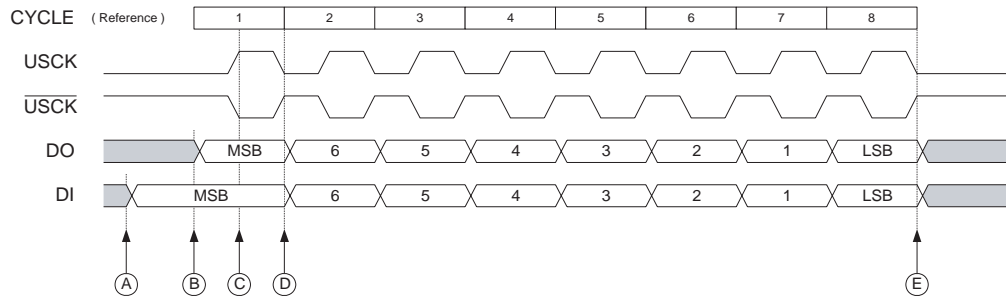 CYCLE ( Reference ) 1 2 3 4 5 6 7 8
USCK
USCK
DO MSB 6 5 4 3 2 1 LSB
DI MSB 6 5 4 3 2 1 LSB
A B C D E